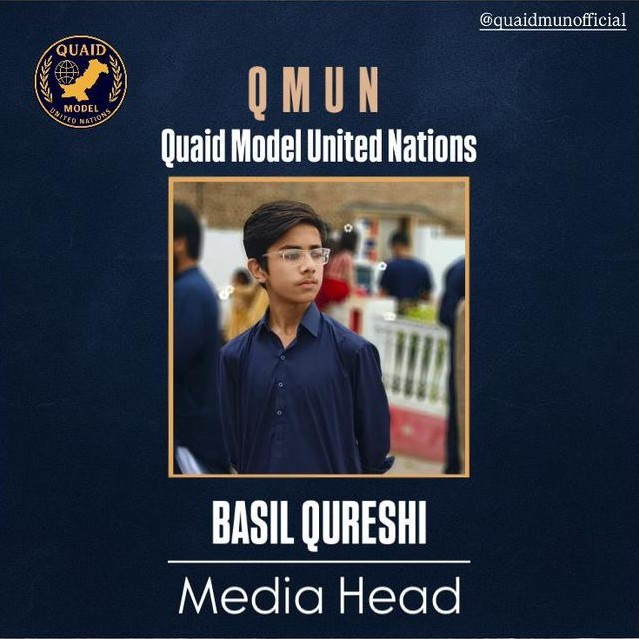 @quaidmunofficial
QUAID
MODEL
UNITED NATIONS
QMUN
Quaid Model United Nations
BASIL QURESHI
Media Head